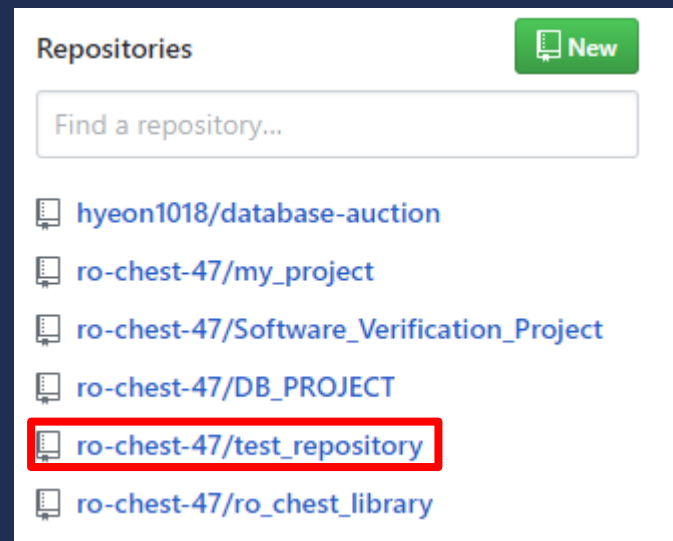 Repositories
New
Find a repository...
hyeon1018/database-auction
ro-chest-47/my_project
ro-chest-47/Software_Verification_Project
ro-chest-47/DB_PROJECT
ro-chest-47/test_repository
ro-chest-47/ro_chest_library